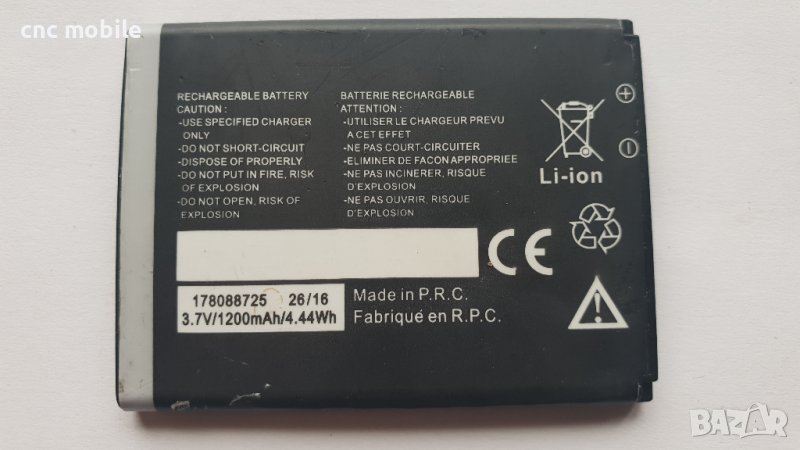 cnc mobile
RECHARGEABLE BATTERY
CAUTION :
-USE SPECIFIED CHARGER
ONLY
-DO NOT SHORT-CIRCUIT
-DISPOSE OF PROPERLY
-DO NOT PUT IN FIRE, RISK
OF EXPLOSION
-DO NOT OPEN, RISK OF
EXPLOSION
BATTERIE RECHARGEABLE
ATTENTION :
-UTILISER LE CHARGEUR PREVU
A CET EFFET
-NE PAS COURT-CIRCUITER
-ELIMINER DE FACON APPROPRIEE
-NE PAS INCINERER, RISQUE
D'EXPLOSION
-NE PAS OUVRIR, RISQUE
D'EXPLOSION
Li-ion
CE
178088725 26/16
3.7V/1200mAh/4.44Wh
Made in P.R.C.
Fabriqué en R.P.C.
BAZAR